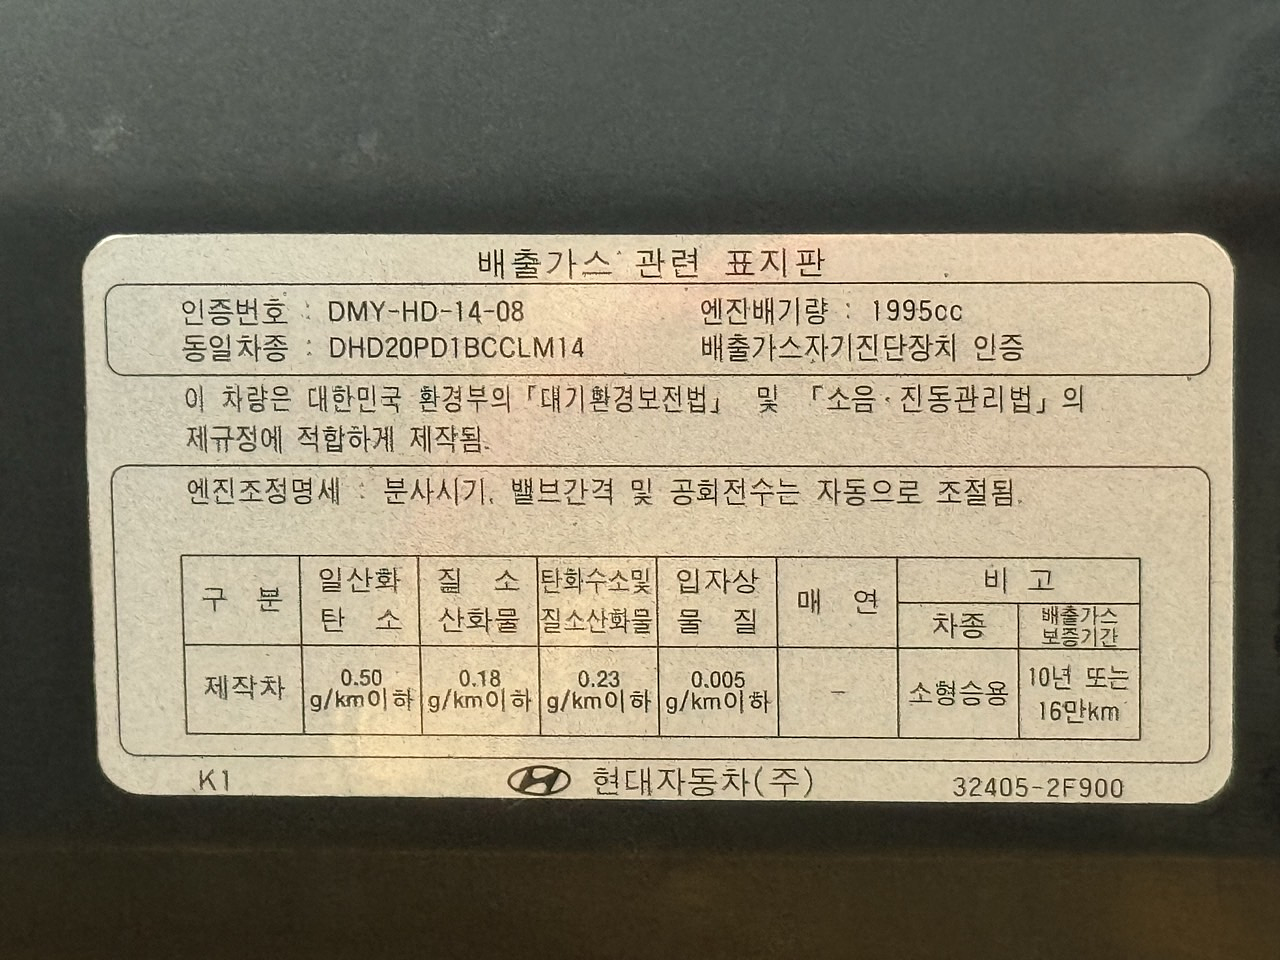 배출가스 관련 표지판
인증번호 : DMY-HD-14-08 엔진배기량 : 1995cc
동일차종 : DHD20PD1BCCLM14 배출가스자기진단장치 인증
이 차량은 대한민국 환경부의 「대기환경보전법」 및 「소음·진동관리법」의
제규정에 적합하게 제작됨.
엔진조정명세 : 분사시기, 밸브간격 및 공회전수는 자동으로 조절됨.
구 분 일산화 탄 소 질 소 산화물 탄화수소및 질소산화물 입자상 물 질 매 연 비 고
차종 배출가스 보증기간
제작차 0.50 g/km이하 0.18 g/km이하 0.23 g/km이하 0.005 g/km이하 - 소형승용 10년 또는 16만km
K1 현대자동차(주) 32405-2F900